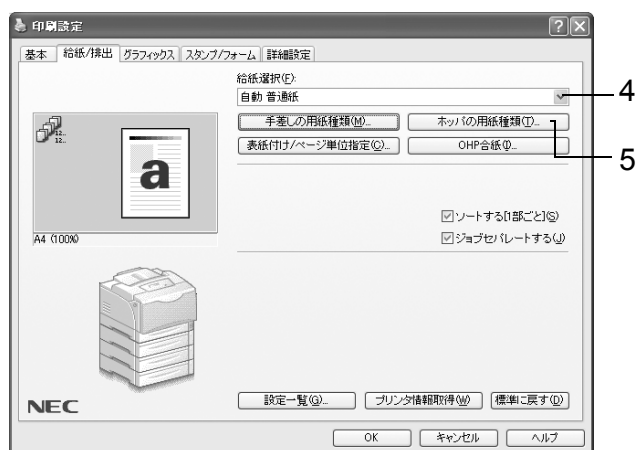 印刷設定
基本 給紙/排出 グラフィックス スタンプ/フォーム 詳細設定
給紙選択(F):
自動 普通紙
4
手差しの用紙種類(M)... ホッパの用紙種類(T)...
表紙付け/ページ単位指定(C)... OHP合紙(I)...
5
12..
12..
a
ソートする[1部ごと](S)
ジョブセパレートする(J)
A4 (100%)
設定一覧(G)... プリンタ情報取得(W) 標準に戻す(D)
NEC
OK キャンセル ヘルプ